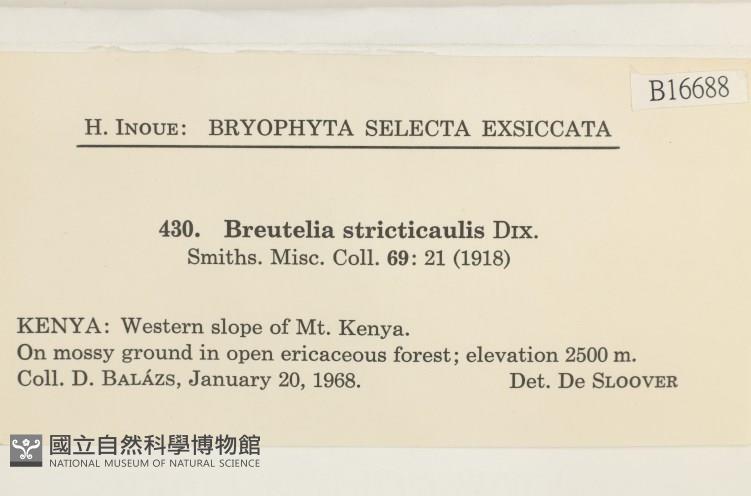 B16688
H. INOUE: BRYOPHYTA SELECTA EXSICCATA
430. Breutelia stricticaulis DIX.
Smiths. Misc. Coll. 69: 21 (1918)
KENYA: Western slope of Mt. Kenya.
On mossy ground in open ericaceous forest; elevation 2500 m.
Coll. D. BALÁZS, January 20, 1968. Det. De SLOOVER
國立自然科學博物館
NATIONAL MUSEUM OF NATURAL SCIENCE